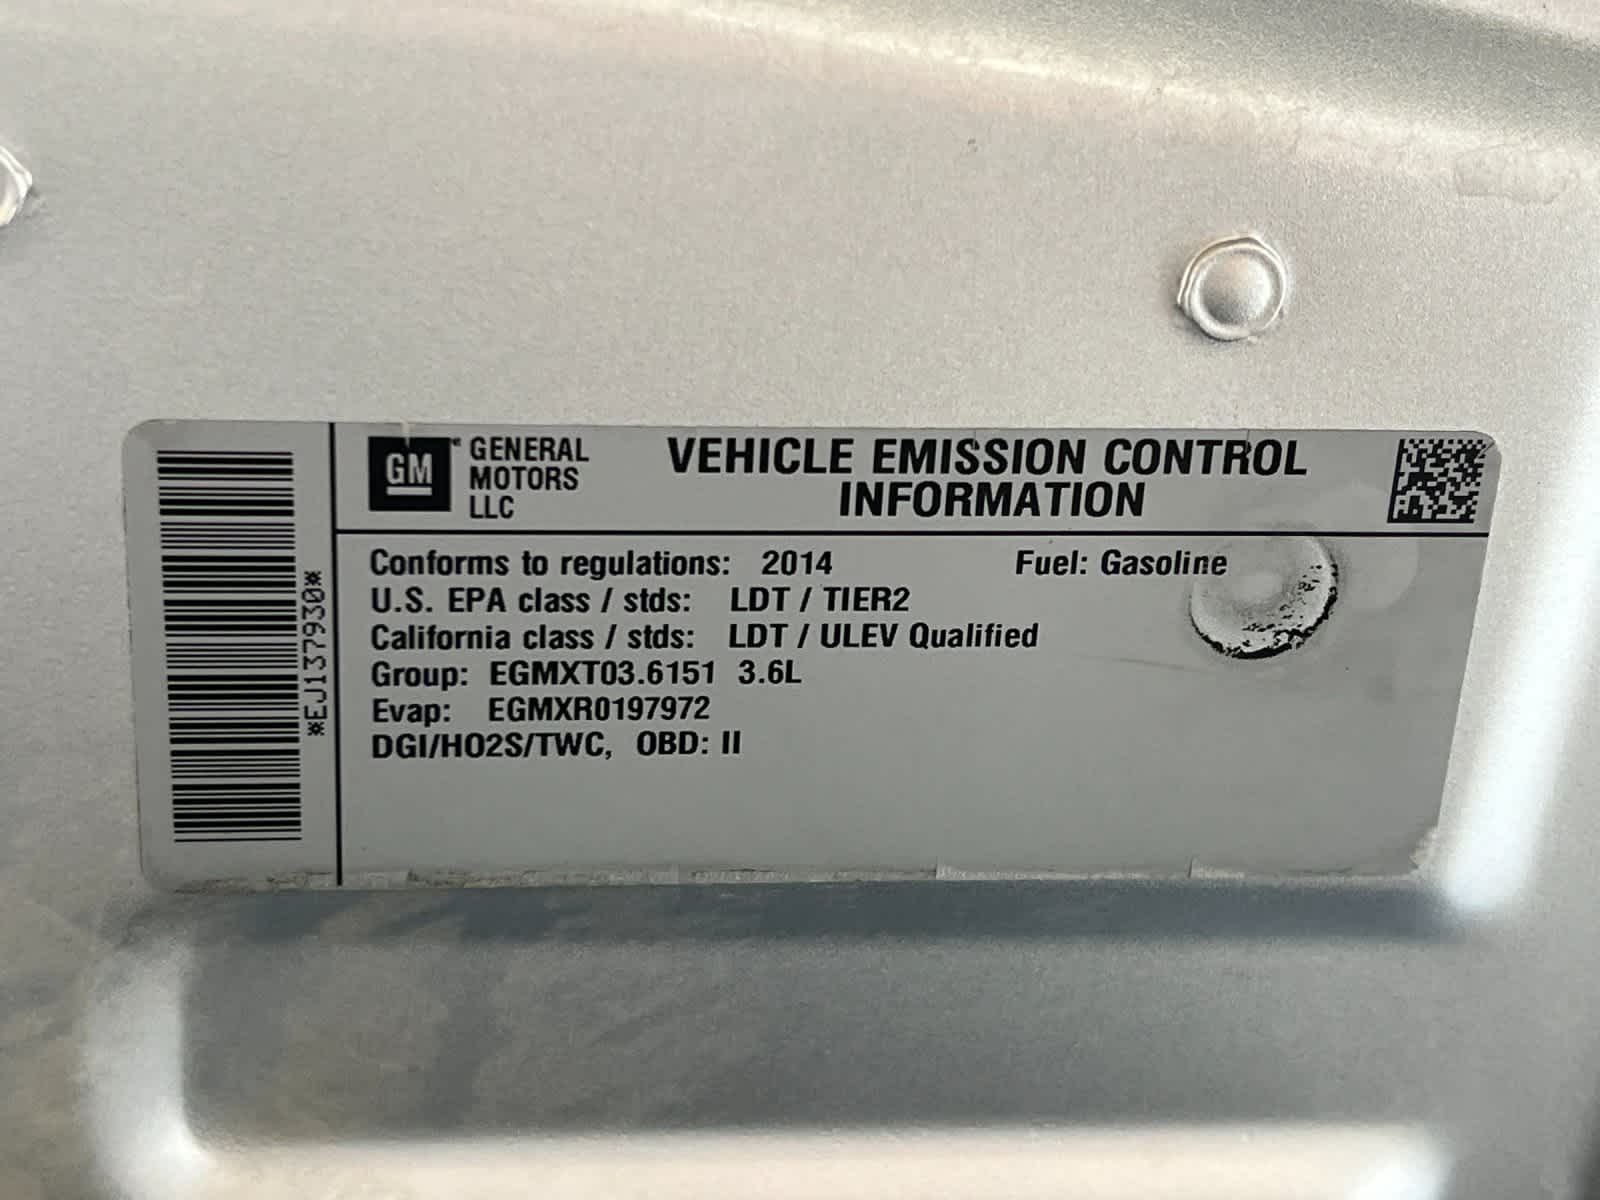 GM
GENERAL
MOTORS
LLC
VEHICLE EMISSION CONTROL
INFORMATION
*EJ137930*
Conforms to regulations: 2014 Fuel: Gasoline
U.S. EPA class / stds: LDT / TIER2
California class / stds: LDT / ULEV Qualified
Group: EGMXT03.6151 3.6L
Evap: EGMXR0197972
DGI/HO2S/TWC, OBD: II